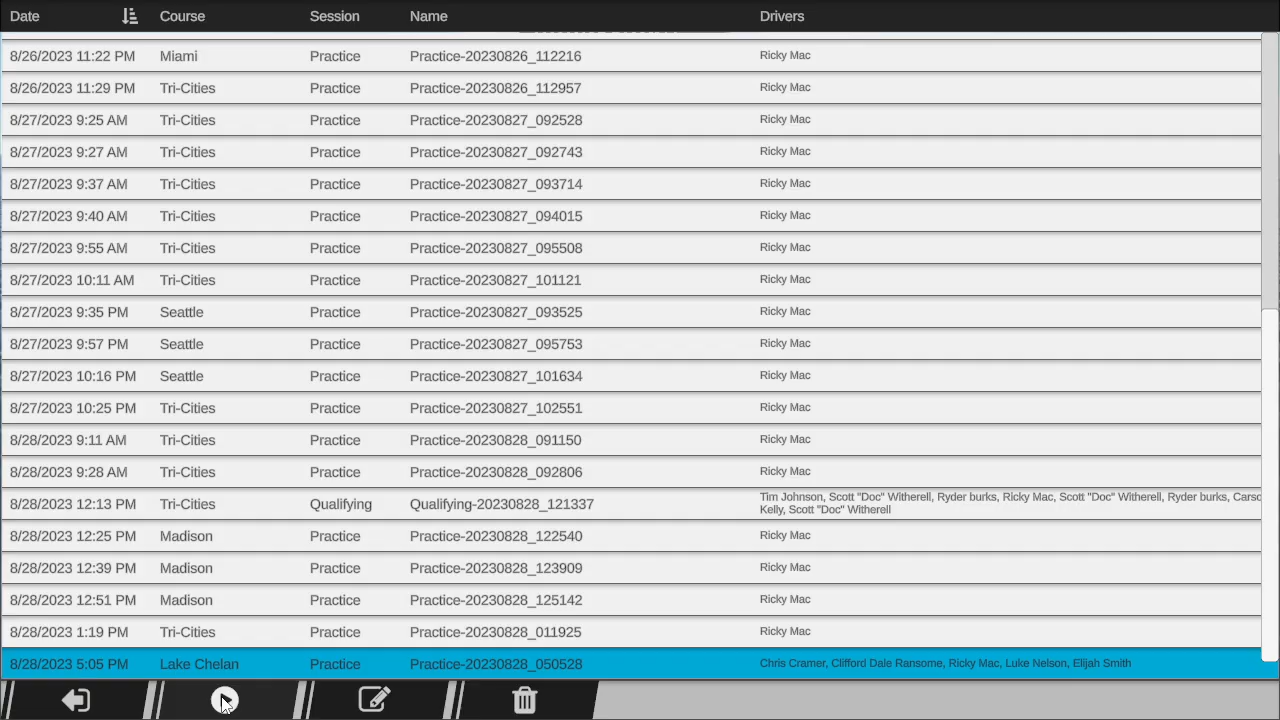 Date Course Session Name Drivers
8/26/2023 11:22 PM Miami Practice Practice-20230826_112216 Ricky Mac
8/26/2023 11:29 PM Tri-Cities Practice Practice-20230826_112957 Ricky Mac
8/27/2023 9:25 AM Tri-Cities Practice Practice-20230827_092528 Ricky Mac
8/27/2023 9:27 AM Tri-Cities Practice Practice-20230827_092743 Ricky Mac
8/27/2023 9:37 AM Tri-Cities Practice Practice-20230827_093714 Ricky Mac
8/27/2023 9:40 AM Tri-Cities Practice Practice-20230827_094015 Ricky Mac
8/27/2023 9:55 AM Tri-Cities Practice Practice-20230827_095508 Ricky Mac
8/27/2023 10:11 AM Tri-Cities Practice Practice-20230827_101121 Ricky Mac
8/27/2023 9:35 PM Seattle Practice Practice-20230827_093525 Ricky Mac
8/27/2023 9:57 PM Seattle Practice Practice-20230827_095753 Ricky Mac
8/27/2023 10:16 PM Seattle Practice Practice-20230827_101634 Ricky Mac
8/27/2023 10:25 PM Tri-Cities Practice Practice-20230827_102551 Ricky Mac
8/28/2023 9:11 AM Tri-Cities Practice Practice-20230828_091150 Ricky Mac
8/28/2023 9:28 AM Tri-Cities Practice Practice-20230828_092806 Ricky Mac
8/28/2023 12:13 PM Tri-Cities Qualifying Qualifying-20230828_121337 Tim Johnson, Scott "Doc" Witherell, Ryder burks, Ricky Mac, Scott "Doc" Witherell, Ryder burks, Carso
Kelly, Scott "Doc" Witherell
8/28/2023 12:25 PM Madison Practice Practice-20230828_122540 Ricky Mac
8/28/2023 12:39 PM Madison Practice Practice-20230828_123909 Ricky Mac
8/28/2023 12:51 PM Madison Practice Practice-20230828_125142 Ricky Mac
8/28/2023 1:19 PM Tri-Cities Practice Practice-20230828_011925 Ricky Mac
8/28/2023 5:05 PM Lake Chelan Practice Practice-20230828_050528 Chris Cramer, Clifford Dale Ransome, Ricky Mac, Luke Nelson, Elijah Smith